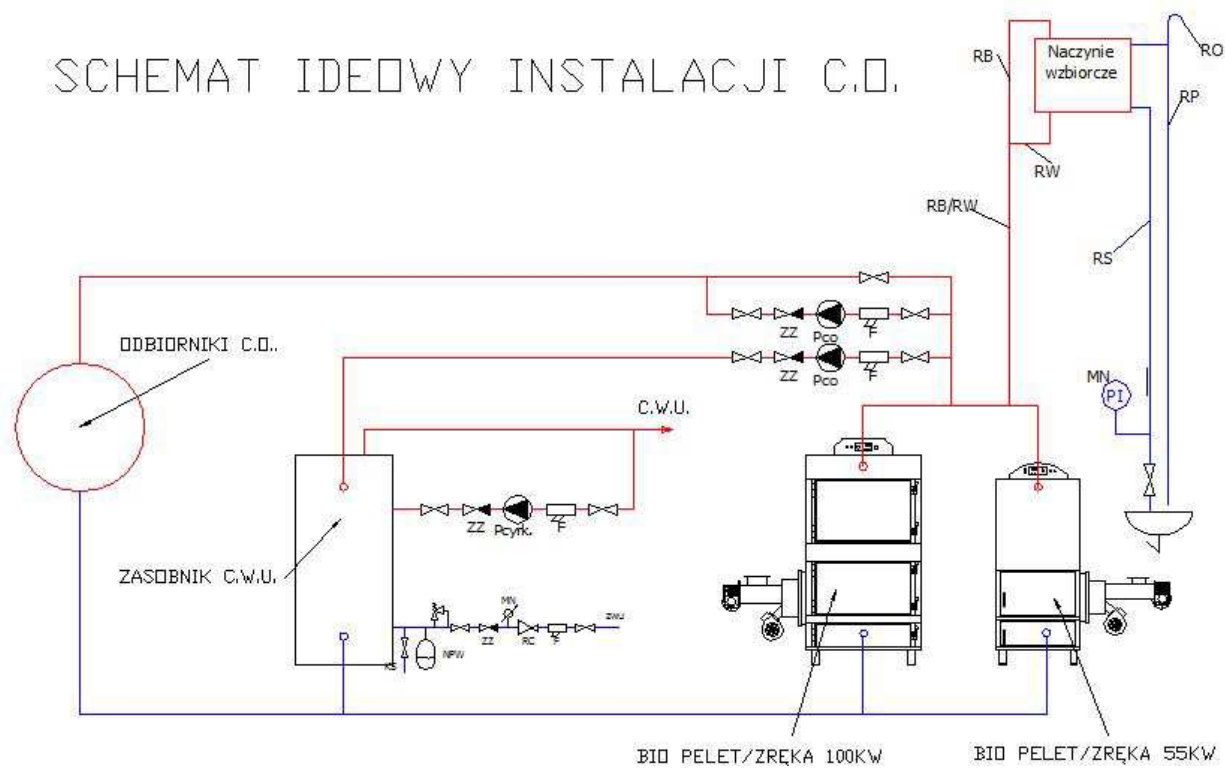 SCHEMAT IDEOWY INSTALACJI C.O.
Naczynie
wzbiorcze
RB
RO
RP
RW
RB/RW
RS
ODBIORNIKI C.O..
ZZ
Pco
F
ZZ
Pco
F
MN
PI
C.W.U.
ZZ
Pcyrk.
F
ZASOBNIK C.W.U.
MN
ZWU
ZZ
RC
F
KS
NPW
BIO PELET/ZRĘKA 100KW
BIO PELET/ZRĘKA 55KW